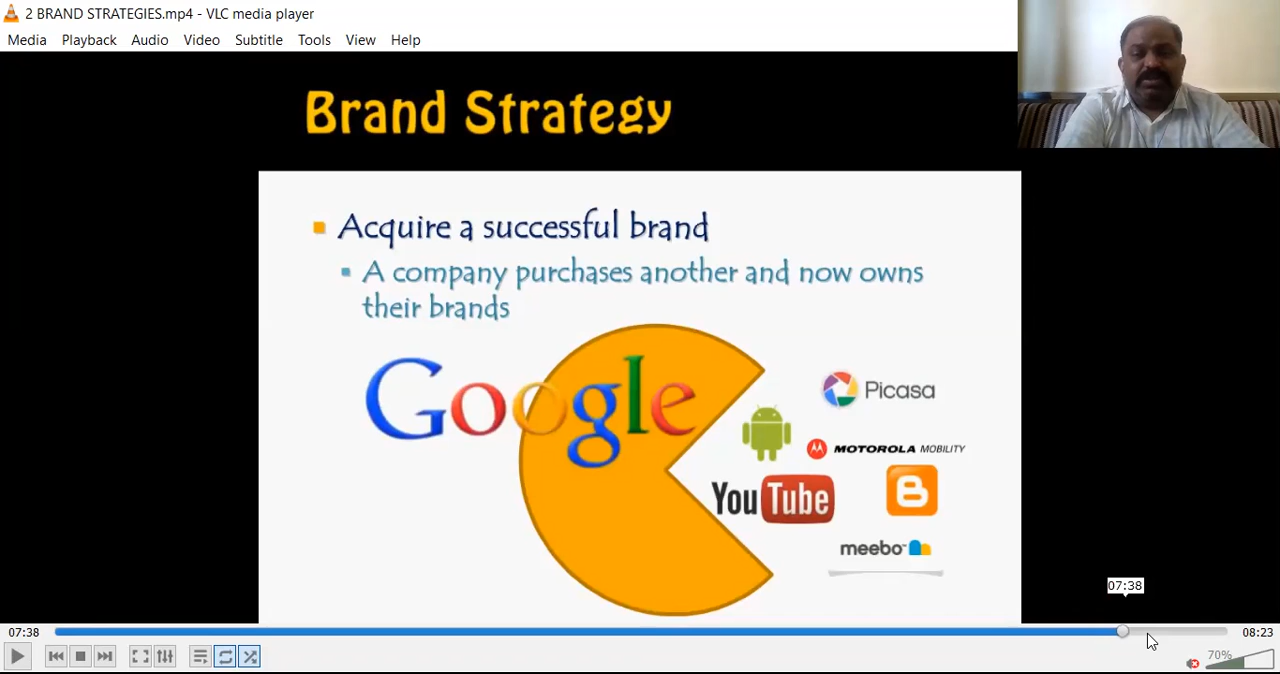 2 BRAND STRATEGIES.mp4 - VLC media player
Media Playback Audio Video Subtitle Tools View Help
Brand Strategy
Acquire a successful brand
A company purchases another and now owns
their brands
Google
Picasa
MOTOROLA MOBILITY
YouTube
meebo™
07:38
07:38
08:23
70%